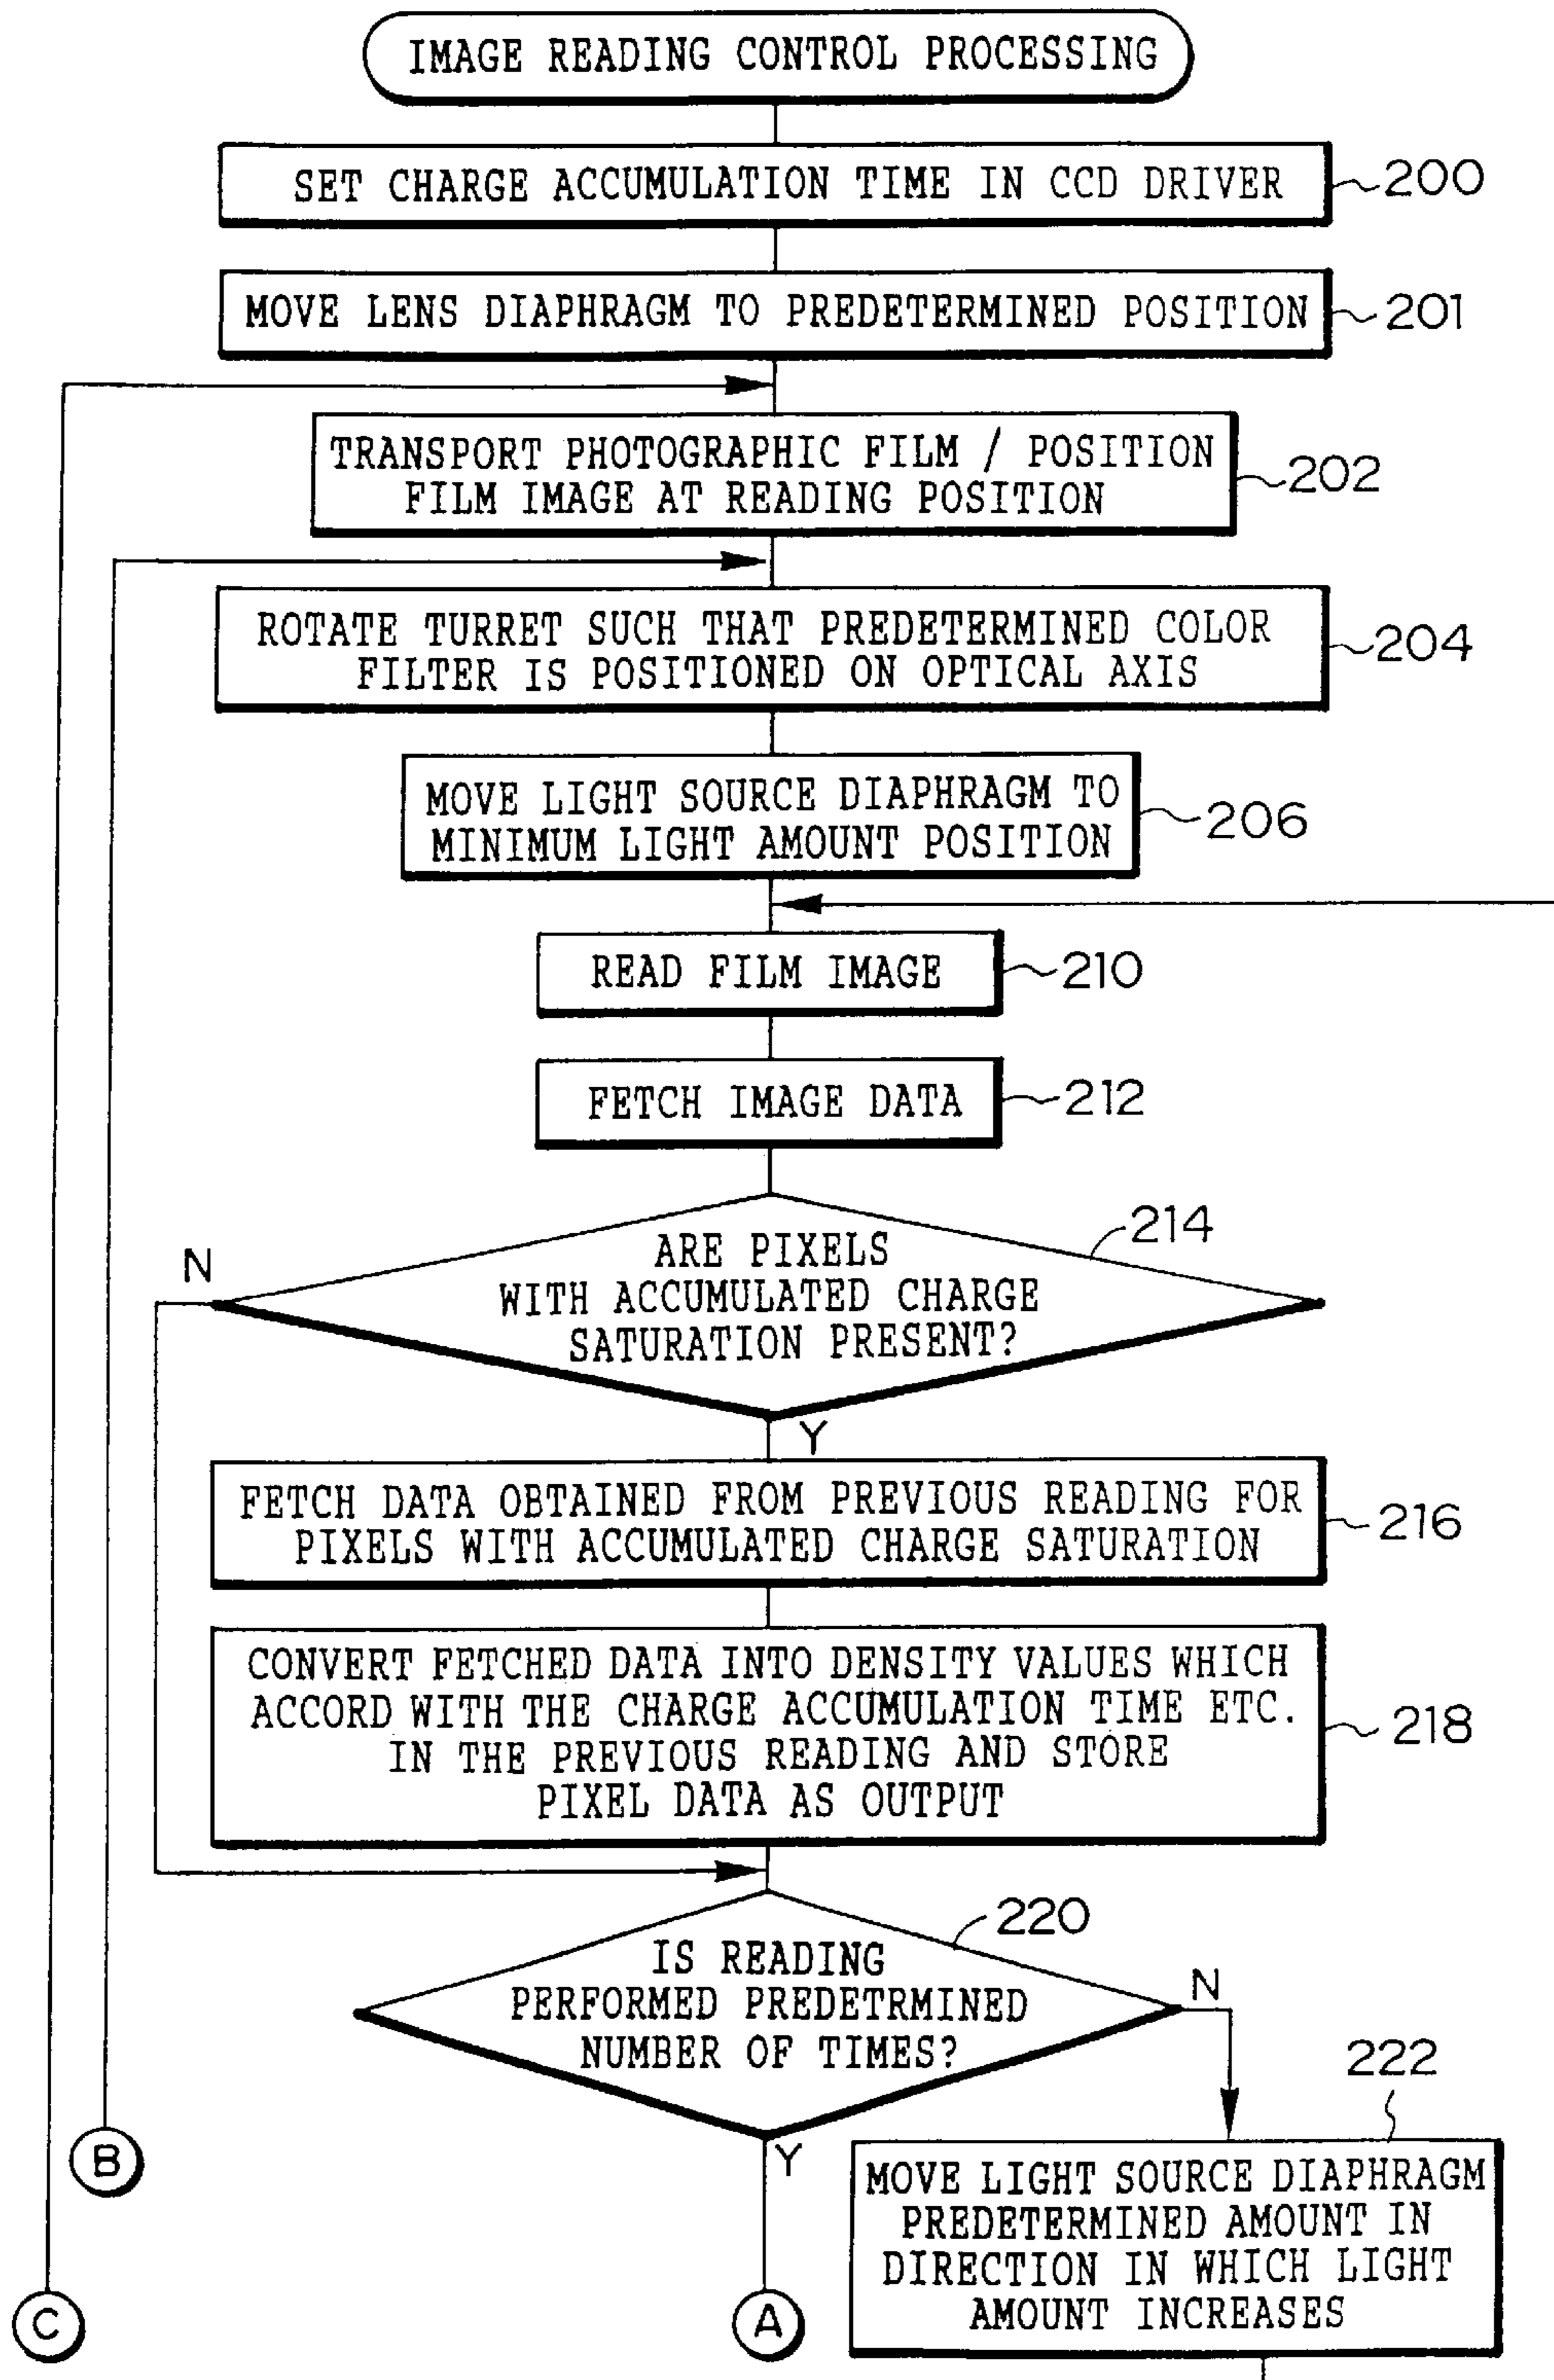 IMAGE READING CONTROL PROCESSING
SET CHARGE ACCUMULATION TIME IN CCD DRIVER
200
MOVE LENS DIAPHRAGM TO PREDETERMINED POSITION
201
TRANSPORT PHOTOGRAPHIC FILM / POSITION
FILM IMAGE AT READING POSITION
202
ROTATE TURRET SUCH THAT PREDETERMINED COLOR
FILTER IS POSITIONED ON OPTICAL AXIS
204
MOVE LIGHT SOURCE DIAPHRAGM TO
MINIMUM LIGHT AMOUNT POSITION
206
READ FILM IMAGE
210
FETCH IMAGE DATA
212
214
N
ARE PIXELS
WITH ACCUMULATED CHARGE
SATURATION PRESENT?
Y
FETCH DATA OBTAINED FROM PREVIOUS READING FOR
PIXELS WITH ACCUMULATED CHARGE SATURATION
216
CONVERT FETCHED DATA INTO DENSITY VALUES WHICH
ACCORD WITH THE CHARGE ACCUMULATION TIME ETC.
IN THE PREVIOUS READING AND STORE
PIXEL DATA AS OUTPUT
218
220
IS READING
PERFORMED PREDETRMINED
NUMBER OF TIMES?
N
Y
222
MOVE LIGHT SOURCE DIAPHRAGM
PREDETERMINED AMOUNT IN
DIRECTION IN WHICH LIGHT
AMOUNT INCREASES
B
C
A